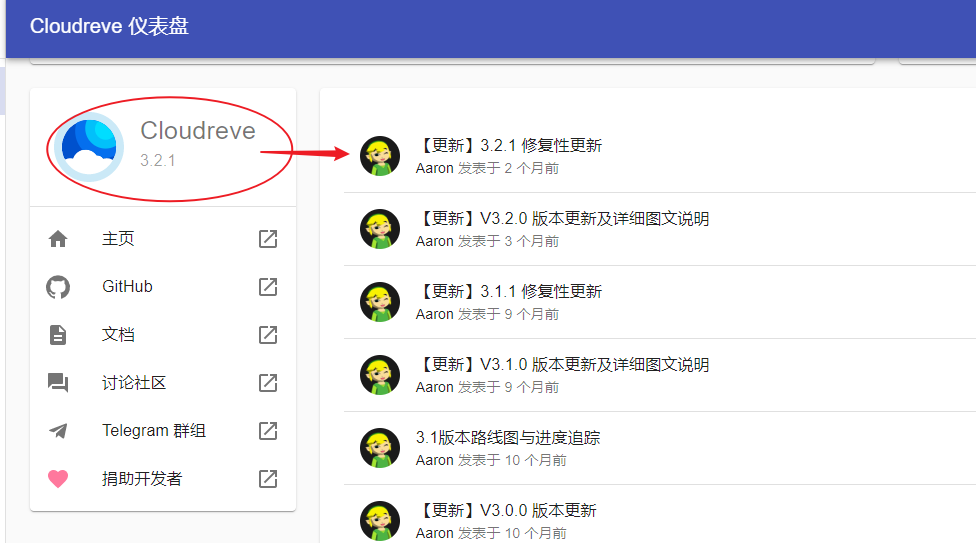 Cloudreve 仪表盘
Cloudreve
3.2.1
主页
GitHub
文档
讨论社区
Telegram 群组
捐助开发者
【更新】3.2.1 修复性更新
Aaron 发表于 2 个月前
【更新】V3.2.0 版本更新及详细图文说明
Aaron 发表于 3 个月前
【更新】3.1.1 修复性更新
Aaron 发表于 9 个月前
【更新】V3.1.0 版本更新及详细图文说明
Aaron 发表于 9 个月前
3.1版本路线图与进度追踪
Aaron 发表于 10 个月前
【更新】V3.0.0 版本更新
Aaron 发表于 10 个月前